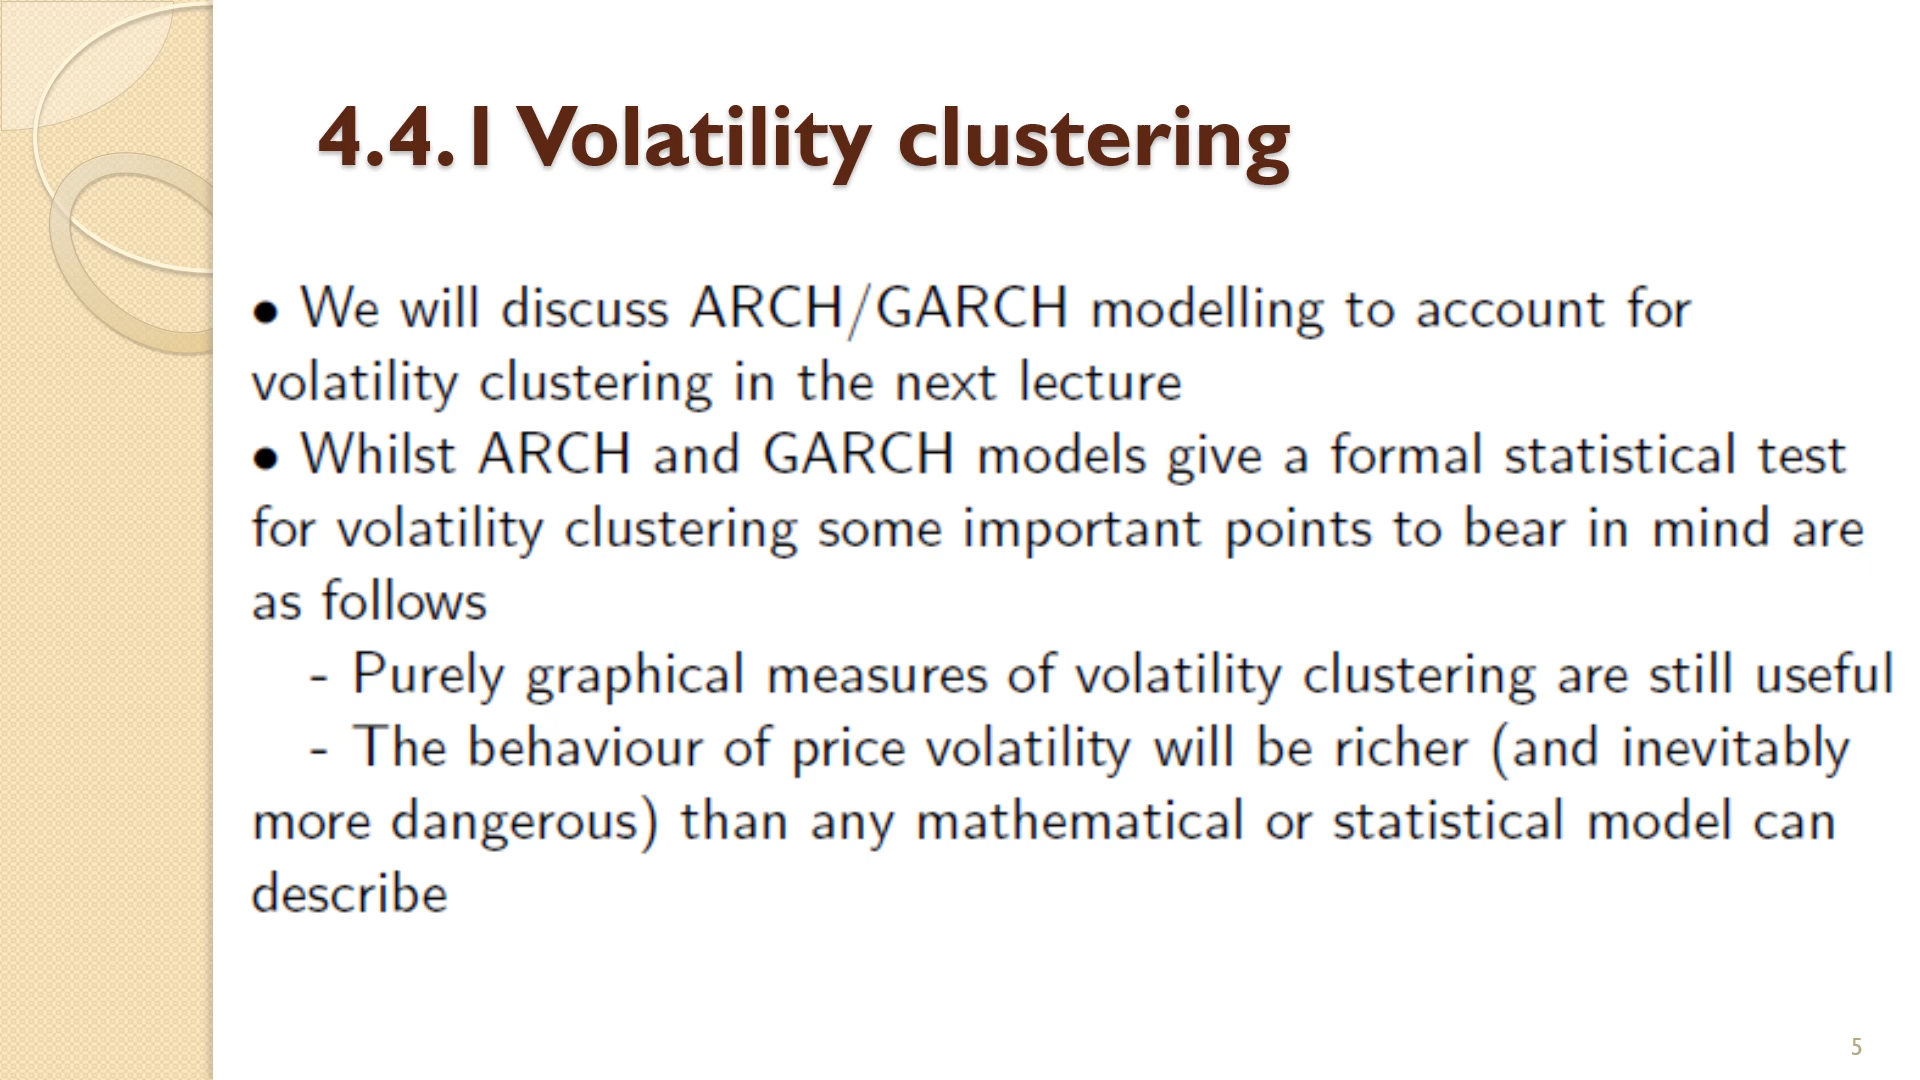 4.4.1 Volatility clustering
• We will discuss ARCH/GARCH modelling to account for
volatility clustering in the next lecture
• Whilst ARCH and GARCH models give a formal statistical test
for volatility clustering some important points to bear in mind are
as follows
- Purely graphical measures of volatility clustering are still useful
- The behaviour of price volatility will be richer (and inevitably
more dangerous) than any mathematical or statistical model can
describe
5